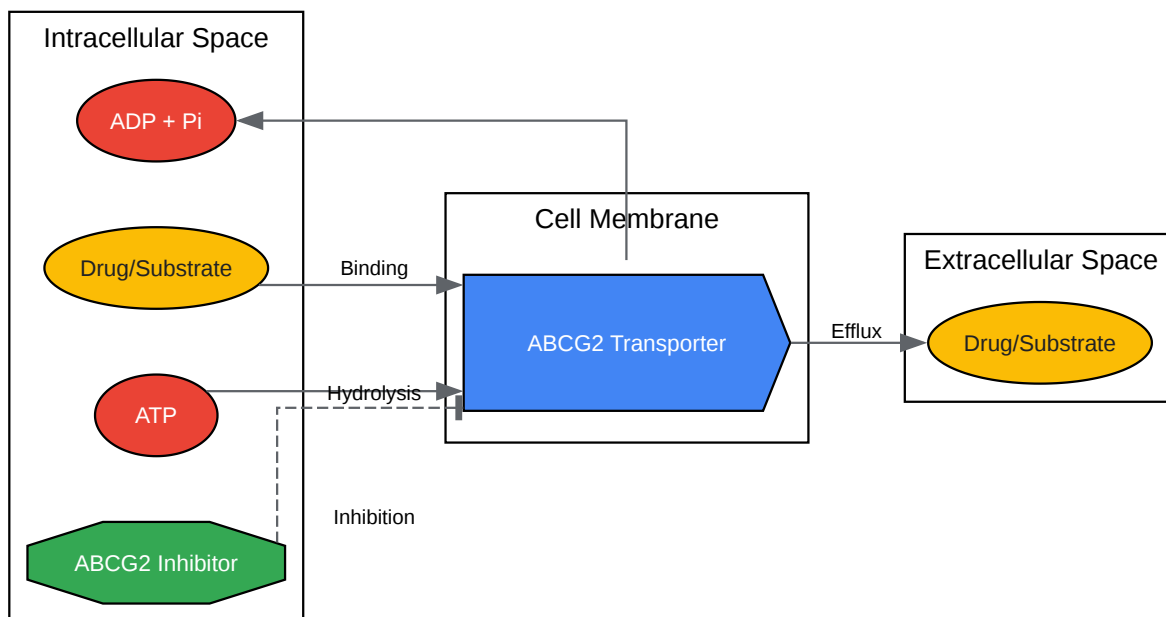 Intracellular Space
ADP + Pi
Cell Membrane
Drug/Substrate
Binding
Extracellular Space
ABCG2 Transporter
Efflux
Drug/Substrate
Hydrolysis
ATP
Inhibition
ABCG2 Inhibitor